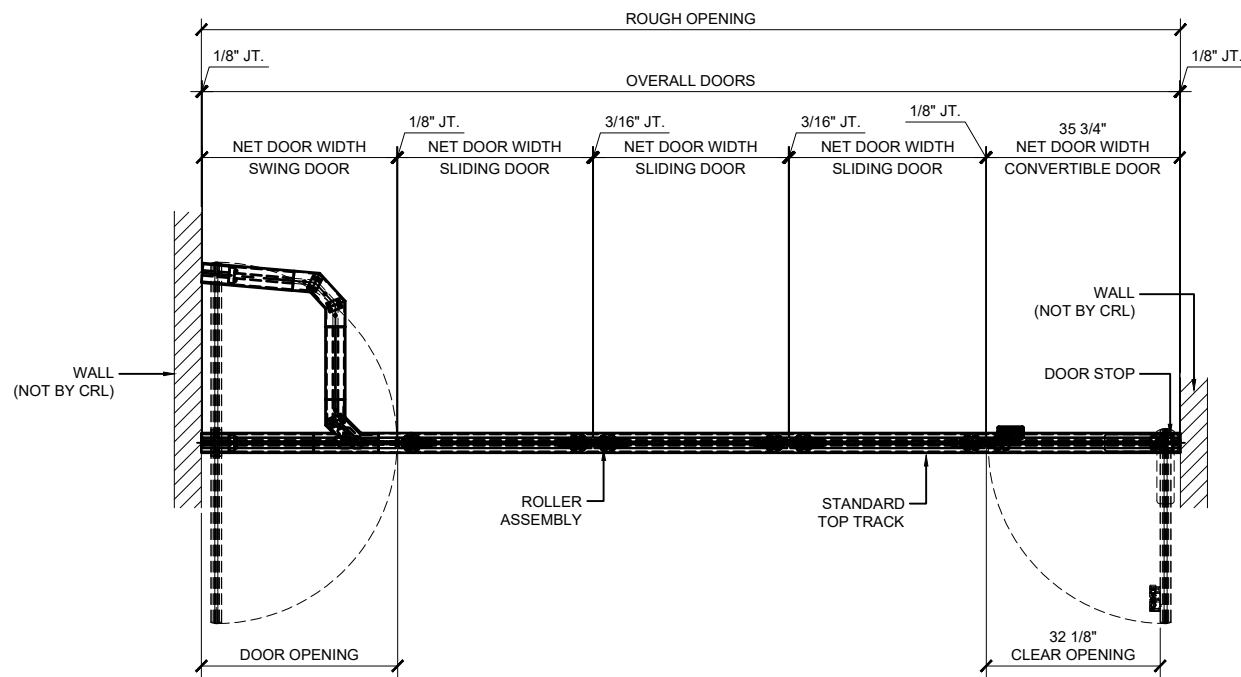 ROUGH OPENING
1/8" JT.
1/8" JT.
OVERALL DOORS
1/8" JT.
3/16" JT.
3/16" JT.
1/8" JT.
35 3/4"
NET DOOR WIDTH
NET DOOR WIDTH
NET DOOR WIDTH
NET DOOR WIDTH
NET DOOR WIDTH
SWING DOOR
SLIDING DOOR
SLIDING DOOR
SLIDING DOOR
CONVERTIBLE DOOR
WALL
(NOT BY CRL)
WALL
(NOT BY CRL)
DOOR STOP
ROLLER
ASSEMBLY
STANDARD
TOP TRACK
DOOR OPENING
32 1/8"
CLEAR OPENING